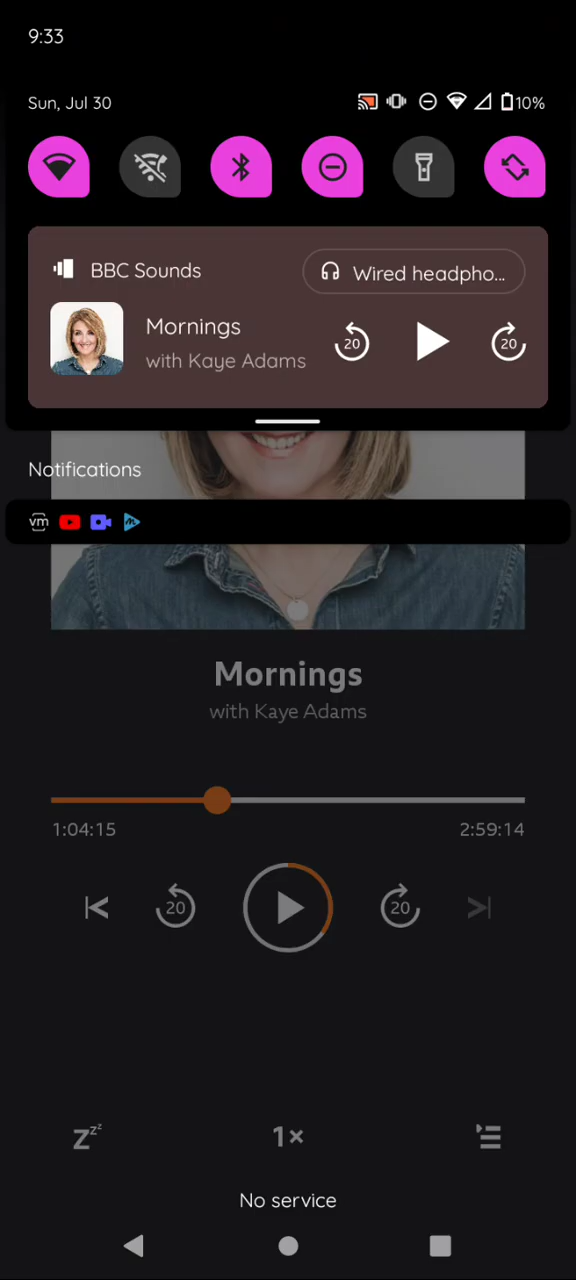 9:33
Sun, Jul 30
10%
BBC Sounds
Wired headpho...
Mornings
with Kaye Adams
20
20
Notifications
vm
Mornings
with Kaye Adams
1:04:15
2:59:14
20
20
Zzz
1×
No service